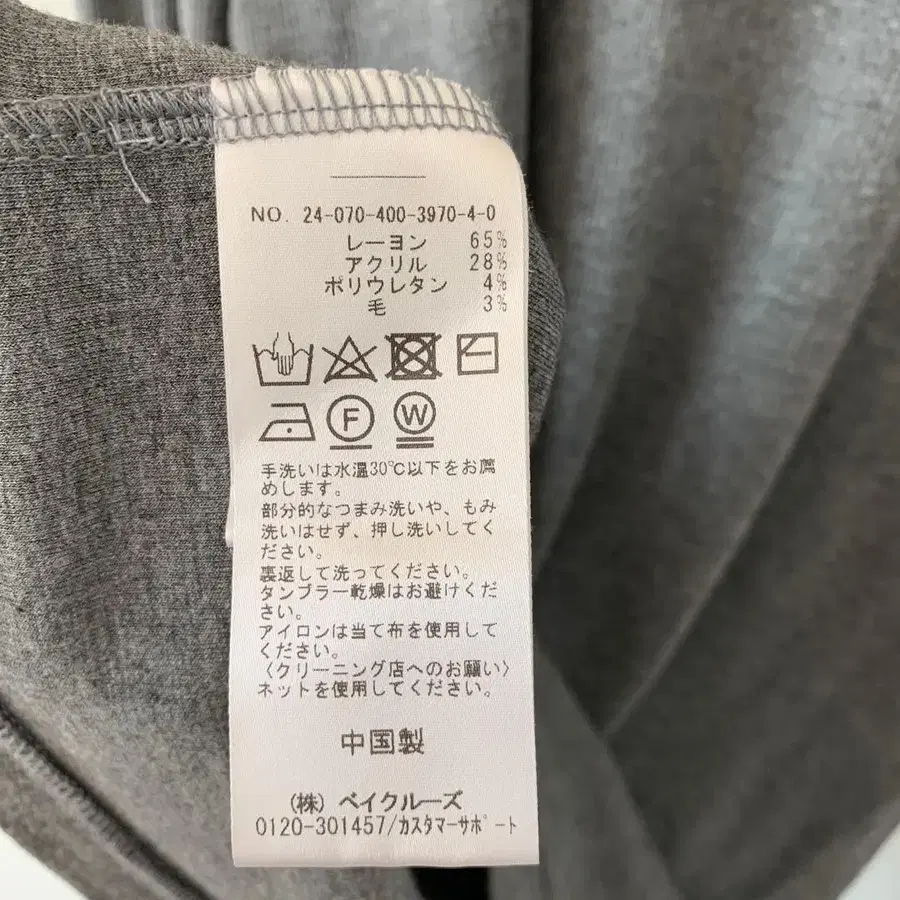 NO. 24-070-400-3970-4-0
レーヨン 65%
アクリル 28%
ポリウレタン 4%
毛 3%
F W
手洗いは水温30℃以下をお薦
めします。
部分的なつまみ洗いや、もみ
洗いはせず、押し洗いしてく
ださい。
裏返して洗ってください。
タンブラー乾燥はお避けくだ
さい。
アイロンは当て布を使用して
ください。
〈クリーニング店へのお願い〉
ネットを使用してください。
中国製
(株) ベイクルーズ
0120-301457/カスタマーサポート